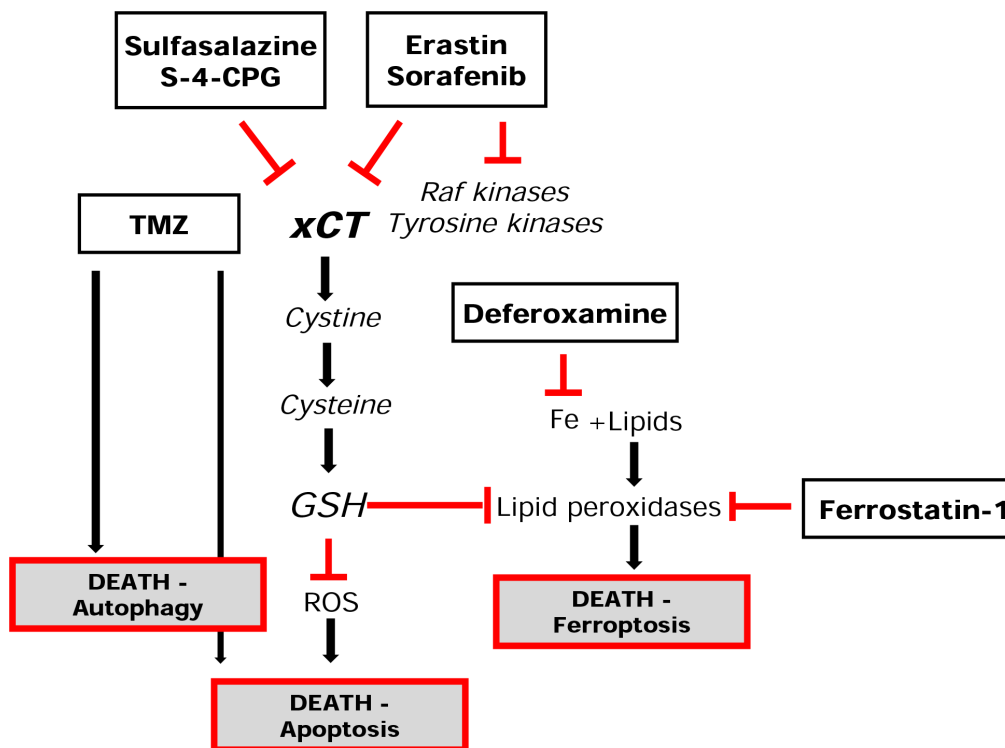 Sulfasalazine
S-4-CPG
Erastin
Sorafenib
Raf kinases
Tyrosine kinases
TMZ
xCT
Cystine
Deferoxamine
Cysteine
Fe +Lipids
GSH
Lipid peroxidases
Ferrostatin-1
DEATH -
Autophagy
ROS
DEATH -
Ferroptosis
DEATH -
Apoptosis